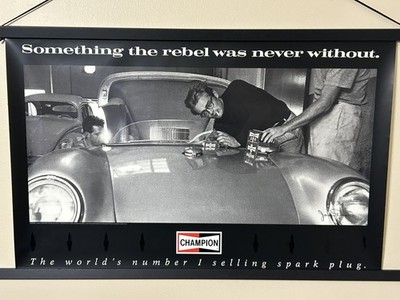 Something the rebel was never without.
CHAMPION
The world's number 1 selling spark plug.